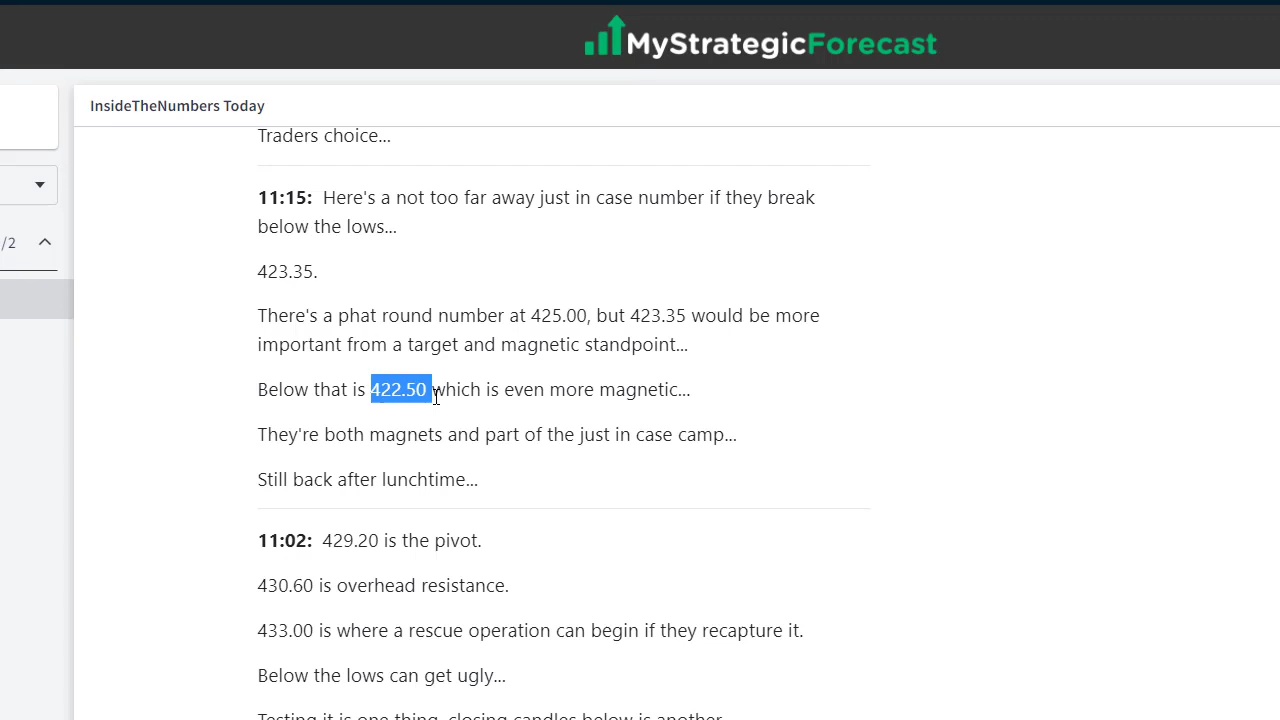 MyStrategicForecast
InsideTheNumbers Today
Traders choice...
11:15: Here's a not too far away just in case number if they break
below the lows...
/2
423.35.
There's a phat round number at 425.00, but 423.35 would be more
important from a target and magnetic standpoint...
Below that is 422.50 which is even more magnetic...
They're both magnets and part of the just in case camp...
Still back after lunchtime...
11:02: 429.20 is the pivot.
430.60 is overhead resistance.
433.00 is where a rescue operation can begin if they recapture it.
Below the lows can get ugly...
Testing it is one thing, closing candles below is another